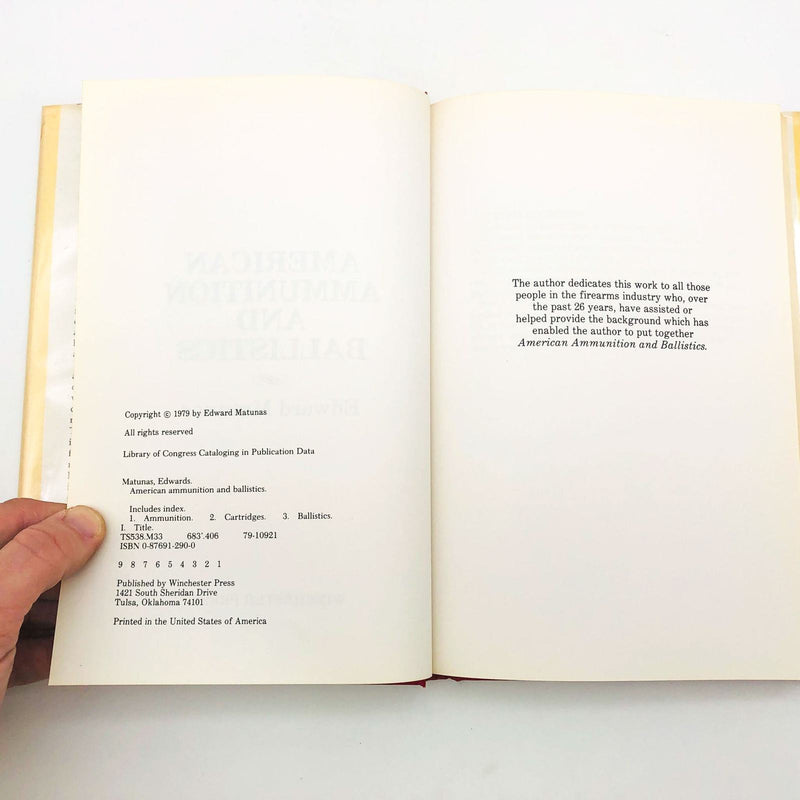 Copyright © 1979 by Edward Matunas
All rights reserved
Library of Congress Cataloging in Publication Data
Matunas, Edwards.
American ammunition and ballistics.
Includes index.
1. Ammunition. 2. Cartridges. 3. Ballistics.
I. Title.
TS538.M33 683'.406 79-10921
ISBN 0-87691-290-0
9 8 7 6 5 4 3 2 1
Published by Winchester Press
1421 South Sheridan Drive
Tulsa, Oklahoma 74101
Printed in the United States of America
The author dedicates this work to all those
people in the firearms industry who, over
the past 26 years, have assisted or
helped provide the background which has
enabled the author to put together
American Ammunition and Ballistics.
AMERICAN
AMMUNITION
AND
BALLISTICS